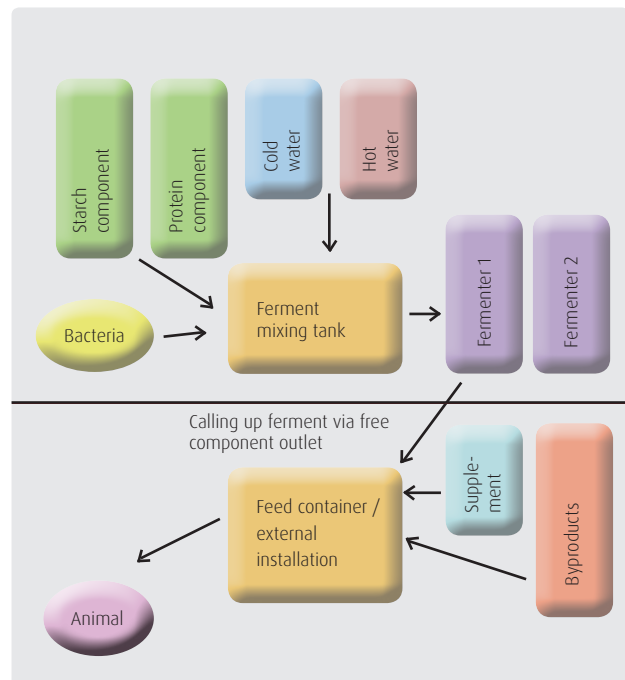 Starch
component
Protein
component
Cold
water
Hot
water
Fermenter 1
Fermenter 2
Ferment
mixing tank
Bacteria
Calling up ferment via free
component outlet
Supple-
ment
Byproducts
Feed container /
external
installation
Animal